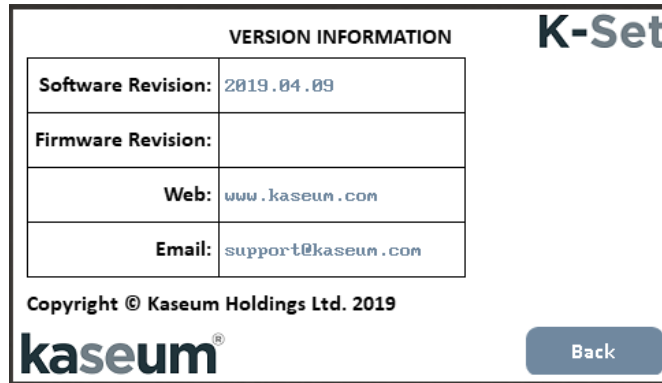 VERSION INFORMATION
K-Set
Software Revision: 2019.04.09
Firmware Revision:
Web: www.kaseum.com
Email: support@kaseum.com
Copyright © Kaseum Holdings Ltd. 2019
kaseum®
Back